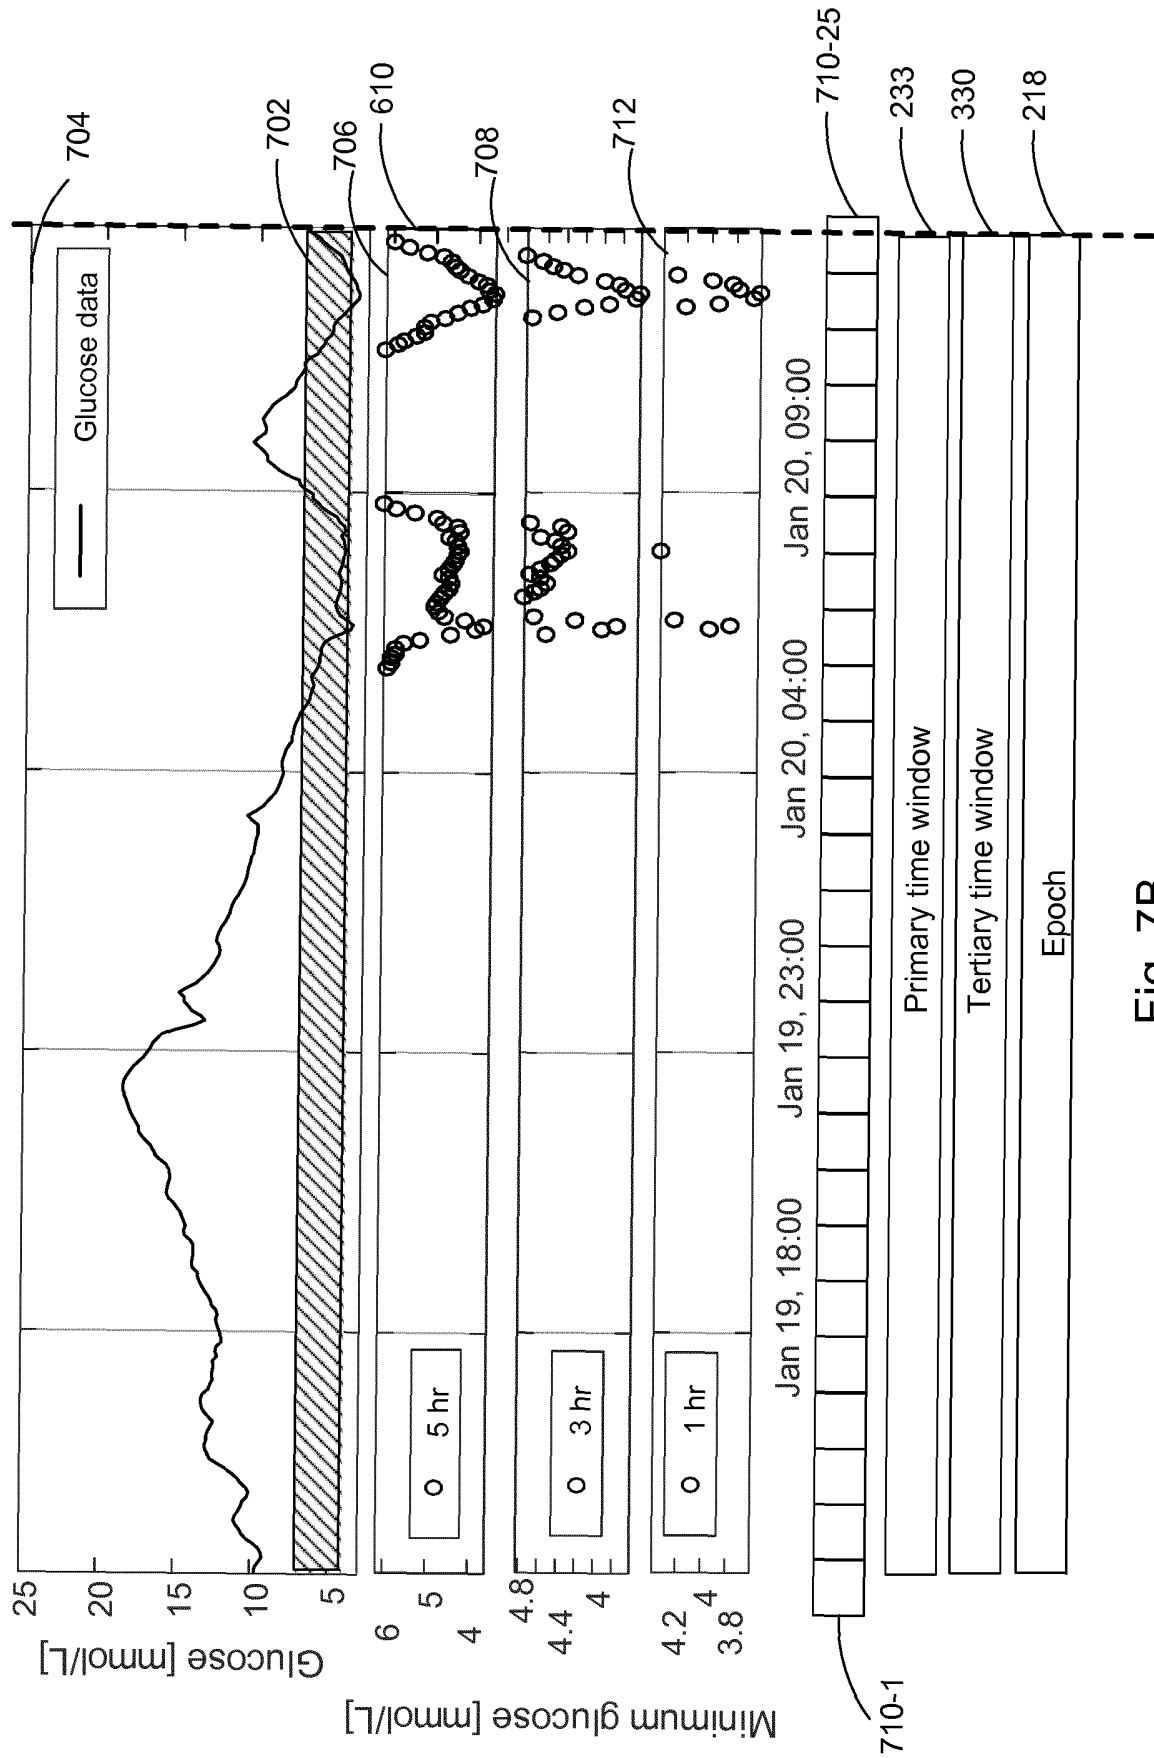 704
702
706
610
708
712
710-25
233
330
218
Glucose data
25
20
15
10
5
Glucose [mmol/L]
6
5
4
5 hr
4.8
4.4
4
3 hr
4.2
4
3.8
1 hr
Minimum glucose [mmol/L]
Jan 19, 18:00
Jan 19, 23:00
Jan 20, 04:00
Jan 20, 09:00
710-1
Primary time window
Tertiary time window
Epoch
Fig. 7B